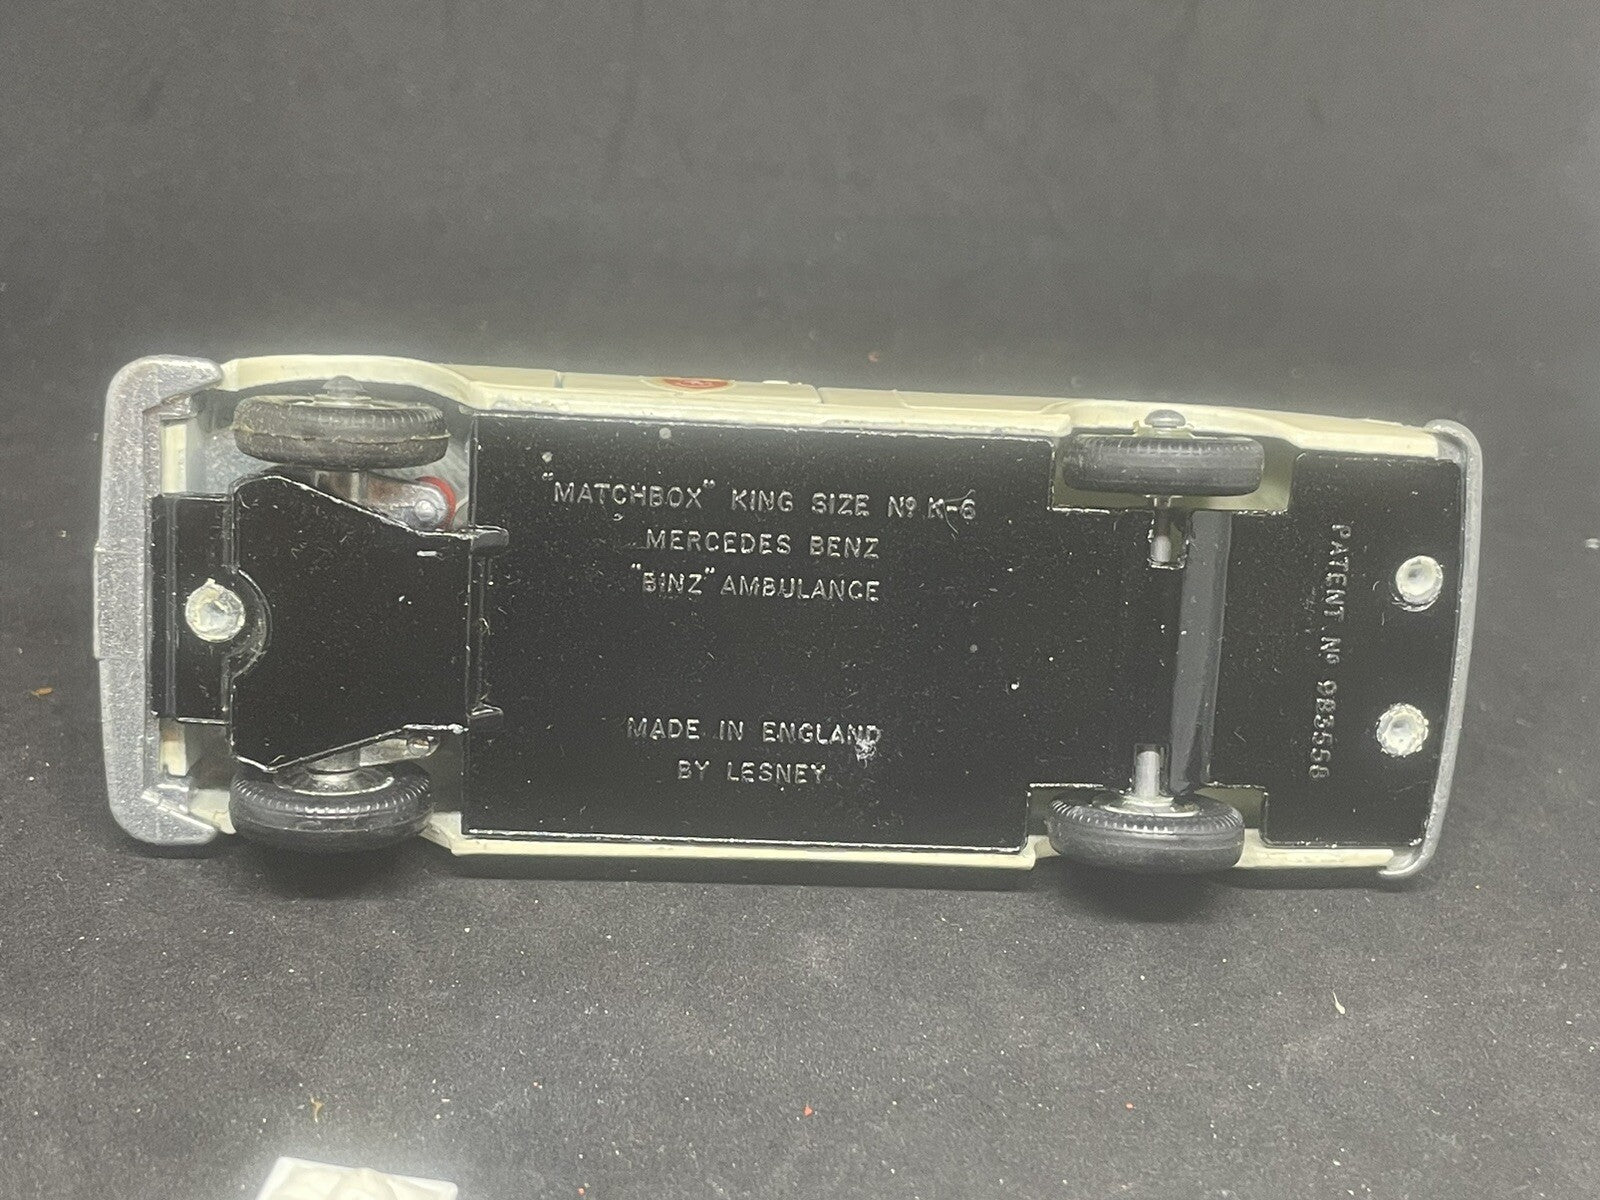 "MATCHBOX" KING SIZE Nº K-6
MERCEDES BENZ
"BINZ" AMBULANCE
MADE IN ENGLAND
BY LESNEY
PATENT Nº 983556